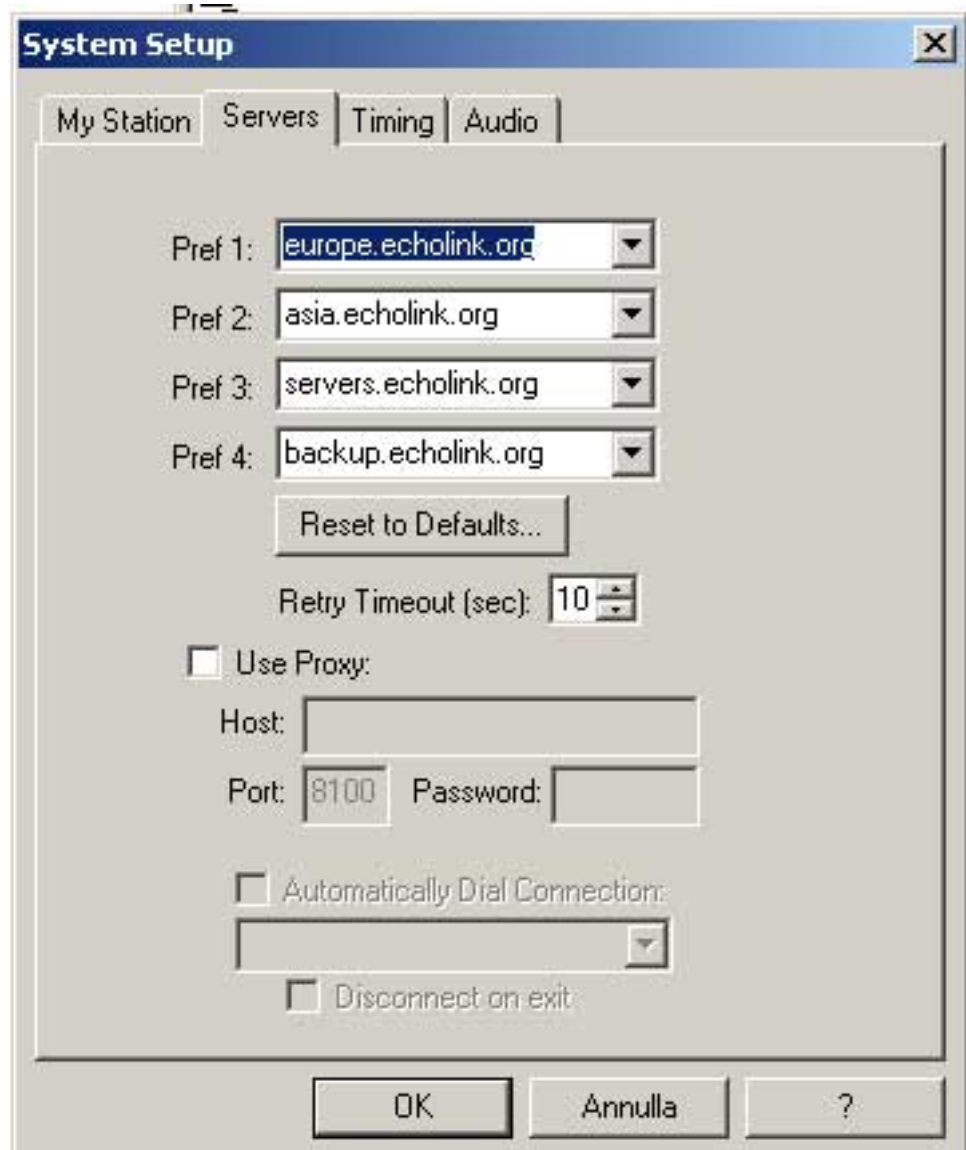 System Setup
My Station Servers Timing Audio
Pref 1: europe.echolink.org
Pref 2: asia.echolink.org
Pref 3: servers.echolink.org
Pref 4: backup.echolink.org
Reset to Defaults...
Retry Timeout (sec): 10
Use Proxy:
Host:
Port: 8100 Password:
Automatically Dial Connection:
Disconnect on exit
OK Annulla ?